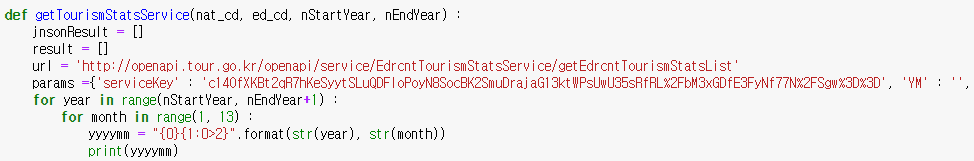 def getTourismStatsService(nat_cd, ed_cd, nStartYear, nEndYear) :
jnsonResult = []
result = []
url = 'http://openapi.tour.go.kr/openapi/service/EdrcntTourismStatsService/getEdrcntTourismStatsList'
params ={'serviceKey' : 'c140fXKBt2qR7hKeSyytSLuQDFIoPoyN8SocBK2SmuDrajaG13ktWPsUwU35sRfRL%2FbM3xGDfE3FyNf77N%2FSgw%3D%3D', 'YM' : '',
for year in range(nStartYear, nEndYear+1) :
for month in range(1, 13) :
yyyymm = "{0}{1:0>2}".format(str(year), str(month))
print(yyyymm)